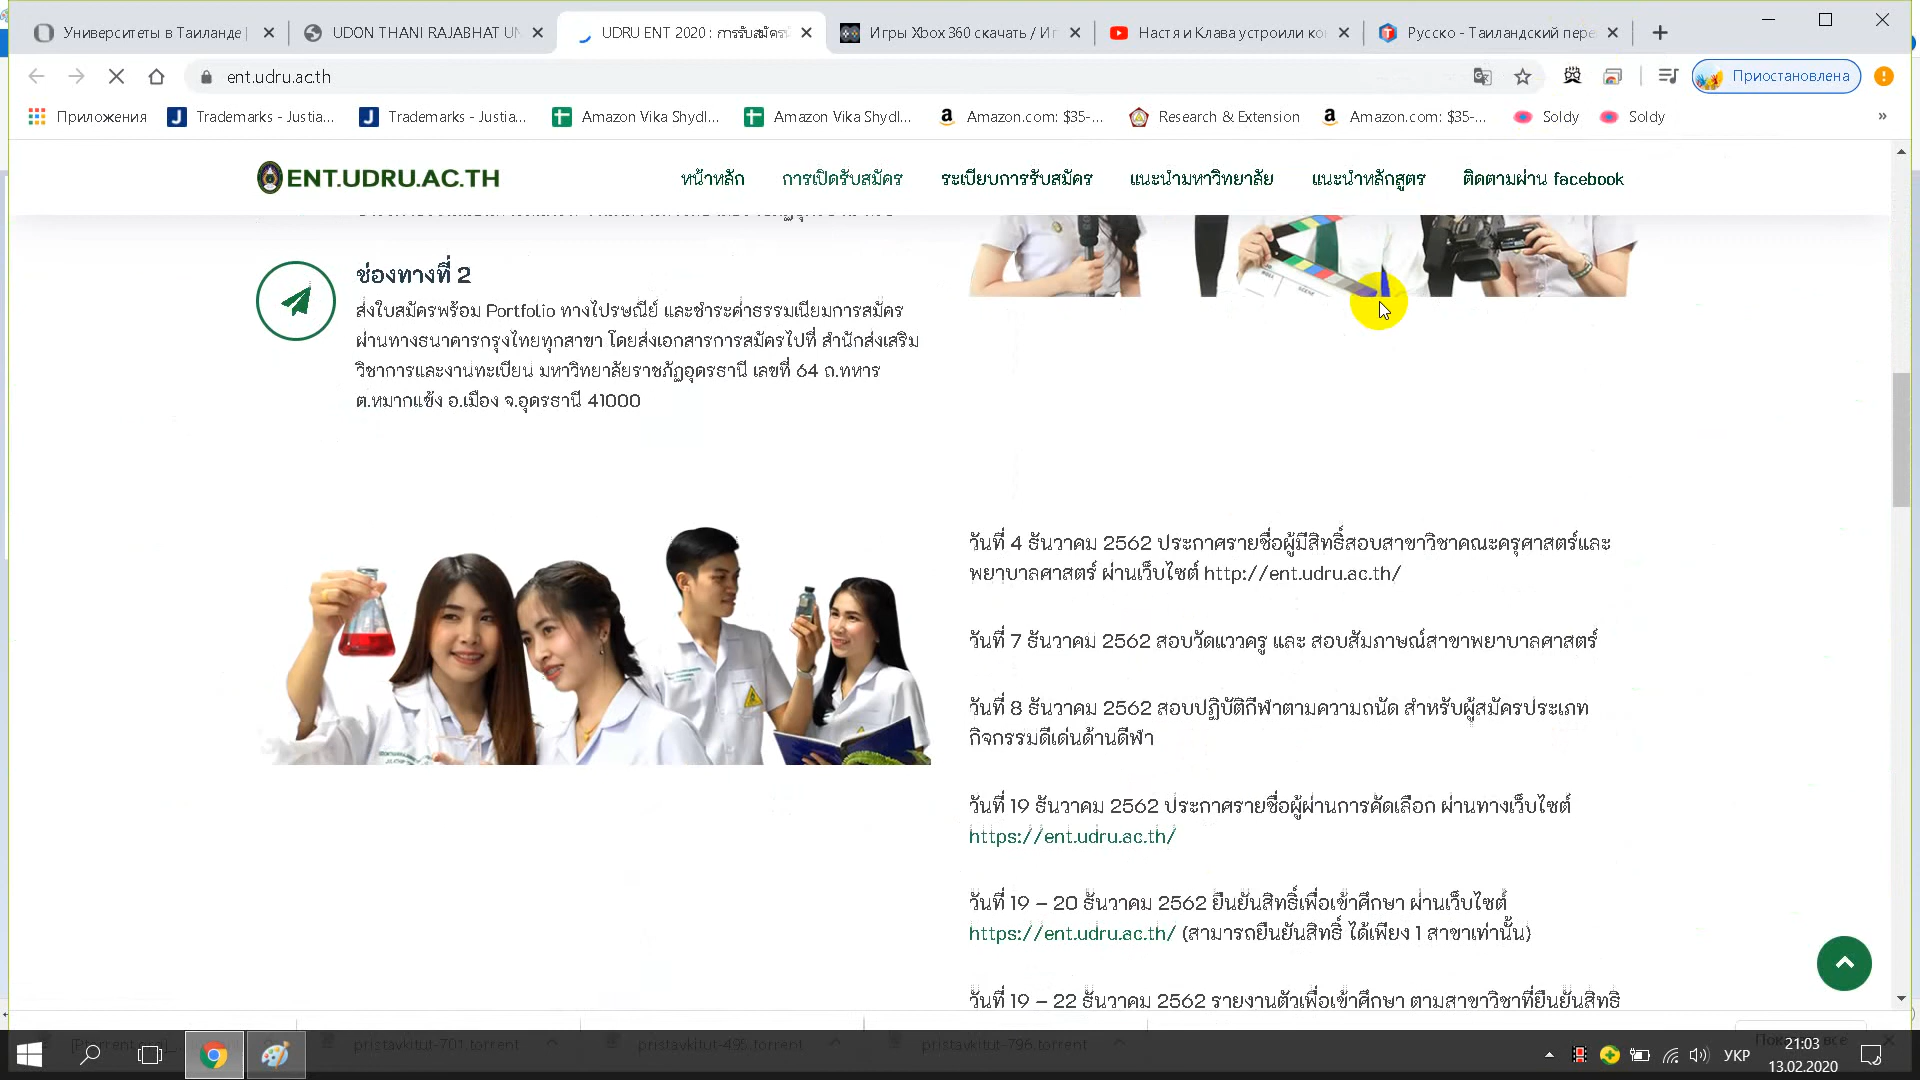 Университеты в Таиланде |
UDON THANI RAJABHAT UN
UDRU ENT 2020 : การรับสมัคร
Игры Xbox 360 скачать / Иг
Настя и Клава устроили ко
Русско - Таиландский пере
ent.udru.ac.th
Приостановлена
Приложения
Trademarks - Justia...
Trademarks - Justia...
Amazon Vika Shydl...
Amazon Vika Shydl...
Amazon.com: $35-...
Research & Extension
Amazon.com: $35-...
Soldy
Soldy
»
ENT.UDRU.AC.TH
หน้าหลัก
การเปิดรับสมัคร
ระเบียบการรับสมัคร
แนะนำมหาวิทยาลัย
แนะนำหลักสูตร
ติดตามผ่าน facebook
ช่องทางที่ 2
ส่งใบสมัครพร้อม Portfolio ทางไปรษณีย์ และชำระค่าธรรมเนียมการสมัคร
ผ่านทางธนาคารกรุงไทยทุกสาขา โดยส่งเอกสารการสมัครไปที่ สำนักส่งเสริม
วิชาการและงานทะเบียน มหาวิทยาลัยราชภัฏอุดรธานี เลขที่ 64 ถ.ทหาร
ต.หมากแข้ง อ.เมือง จ.อุดรธานี 41000
วันที่ 4 ธันวาคม 2562 ประกาศรายชื่อผู้มีสิทธิ์สอบสาขาวิชาคณะครุศาสตร์และ
พยาบาลศาสตร์ ผ่านเว็บไซต์ http://ent.udru.ac.th/
วันที่ 7 ธันวาคม 2562 สอบวัดแววครู และ สอบสัมภาษณ์สาขาพยาบาลศาสตร์
วันที่ 8 ธันวาคม 2562 สอบปฏิบัติกีฬาตามความถนัด สำหรับผู้สมัครประเภท
กิจกรรมดีเด่นด้านดีฬา
วันที่ 19 ธันวาคม 2562 ประกาศรายชื่อผู้ผ่านการคัดเลือก ผ่านทางเว็บไซต์
https://ent.udru.ac.th/
วันที่ 19 – 20 ธันวาคม 2562 ยืนยันสิทธิ์เพื่อเข้าศึกษา ผ่านเว็บไซต์
https://ent.udru.ac.th/ (สามารถยืนยันสิทธิ์ ได้เพียง 1 สาขาเท่านั้น)
วันที่ 19 – 22 ธันวาคม 2562 รายงานตัวเพื่อเข้าศึกษา ตามสาขาวิชาที่ยืนยันสิทธิ
pristavkitut-701.torrent
pristavkitut-495.torrent
pristavkitut-796.torrent
УКР
21:03
13.02.2020